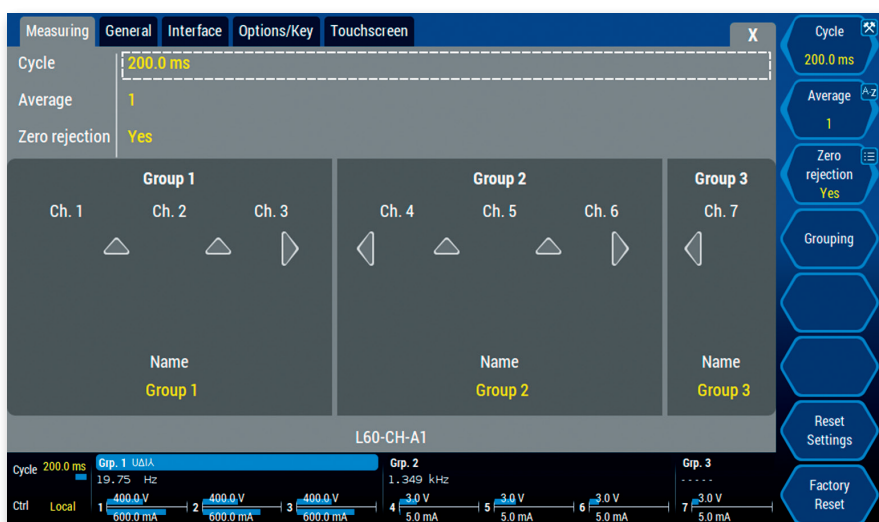 Measuring General Interface Options/Key Touchscreen X
Cycle 200.0 ms
Average 1
Zero rejection Yes
Group 1 Group 2 Group 3
Ch. 1 Ch. 2 Ch. 3 Ch. 4 Ch. 5 Ch. 6 Ch. 7
Name Name Name
Group 1 Group 2 Group 3
L60-CH-A1
Cycle
200.0 ms
Average
A-Z
1
Zero
rejection
Yes
Grouping
Reset
Settings
Factory
Reset
Cycle 200.0 ms Grp. 1 UΔIλ Grp. 2 Grp. 3
19.75 Hz 1.349 kHz -----
400.0 V 400.0 V 400.0 V 3.0 V 3.0 V 3.0 V 3.0 V
Ctrl Local 1 2 3 4 5 6 7
600.0 mA 600.0 mA 600.0 mA 5.0 mA 5.0 mA 5.0 mA 5.0 mA